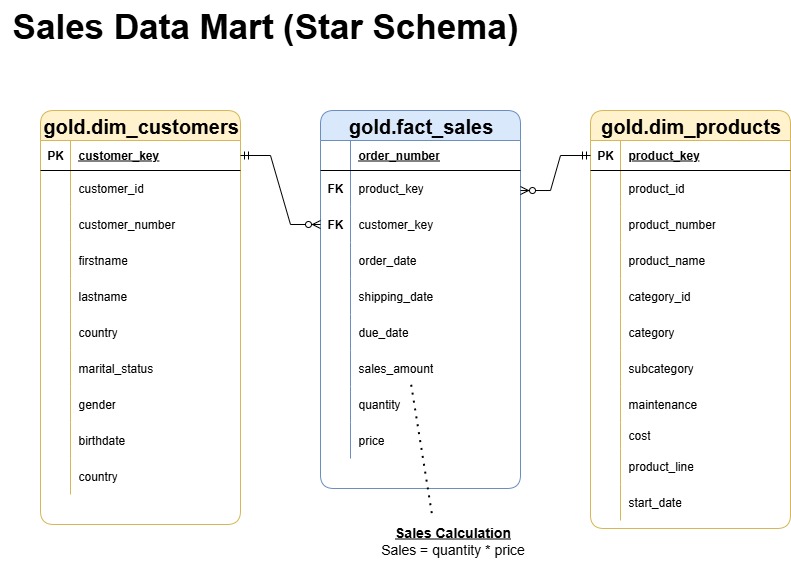 Sales Data Mart (Star Schema)
gold.dim_customers
PK customer_key
customer_id
customer_number
firstname
lastname
country
marital_status
gender
birthdate
country
gold.fact_sales
order_number
FK product_key
FK customer_key
order_date
shipping_date
due_date
sales_amount
quantity
price
Sales Calculation
Sales = quantity * price
gold.dim_products
PK product_key
product_id
product_number
product_name
category_id
category
subcategory
maintenance
cost
product_line
start_date